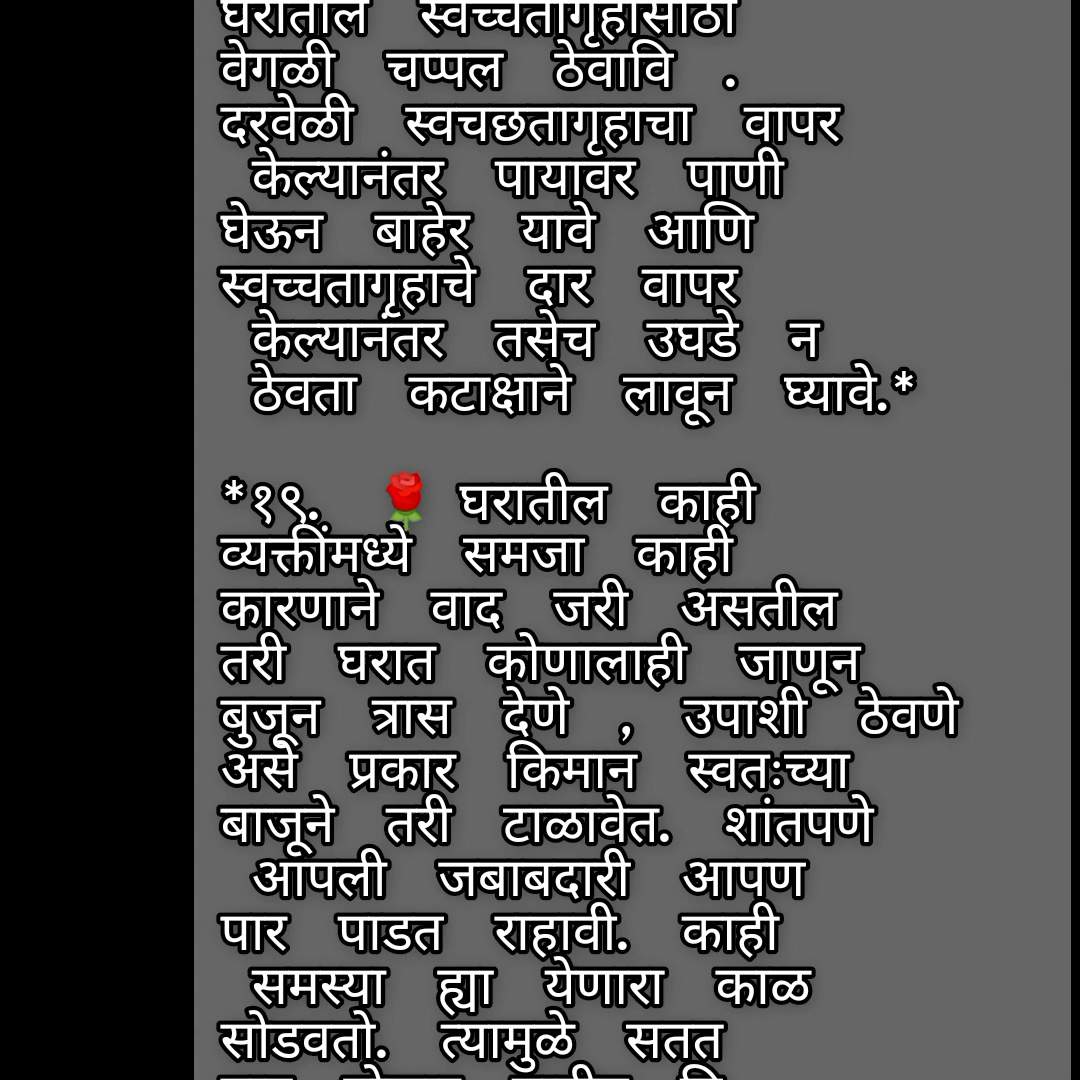 घरातील स्वच्चतागृहासाठी
वेगळी चप्पल ठेवावि .
दरवेळी स्वचछतागृहाचा वापर
केल्यानंतर पायावर पाणी
घेऊन बाहेर यावे आणि
स्वच्चतागृहाचे दार वापर
केल्यानंतर तसेच उघडे न
ठेवता कटाक्षाने लावून घ्यावे.*
*१९. 🌹 घरातील काही
व्यक्तींमध्ये समजा काही
कारणाने वाद जरी असतील
तरी घरात कोणालाही जाणून
बुजून त्रास देणे , उपाशी ठेवणे
असे प्रकार किमान स्वतःच्या
बाजूने तरी टाळावेत. शांतपणे
आपली जबाबदारी आपण
पार पाडत राहावी. काही
समस्या ह्या येणारा काळ
सोडवतो. त्यामुळे सतत